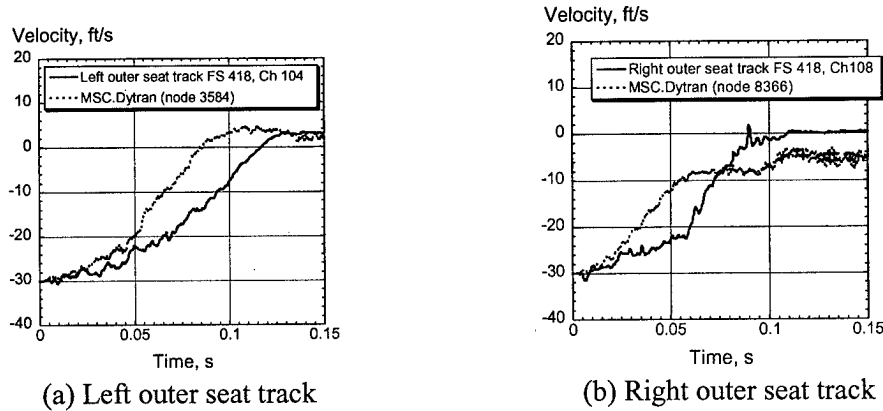 Velocity, ft/s
20
10
0
-10
-20
-30
-40
0
0.05
0.1
0.15
Left outer seat track FS 418, Ch 104
MSC.Dytran (node 3584)
Time, s
(a) Left outer seat track
Velocity, ft/s
20
10
0
-10
-20
-30
-40
0
0.05
0.1
0.15
Right outer seat track FS 418, Ch108
MSC.Dytran (node 8366)
Time, s
(b) Right outer seat track